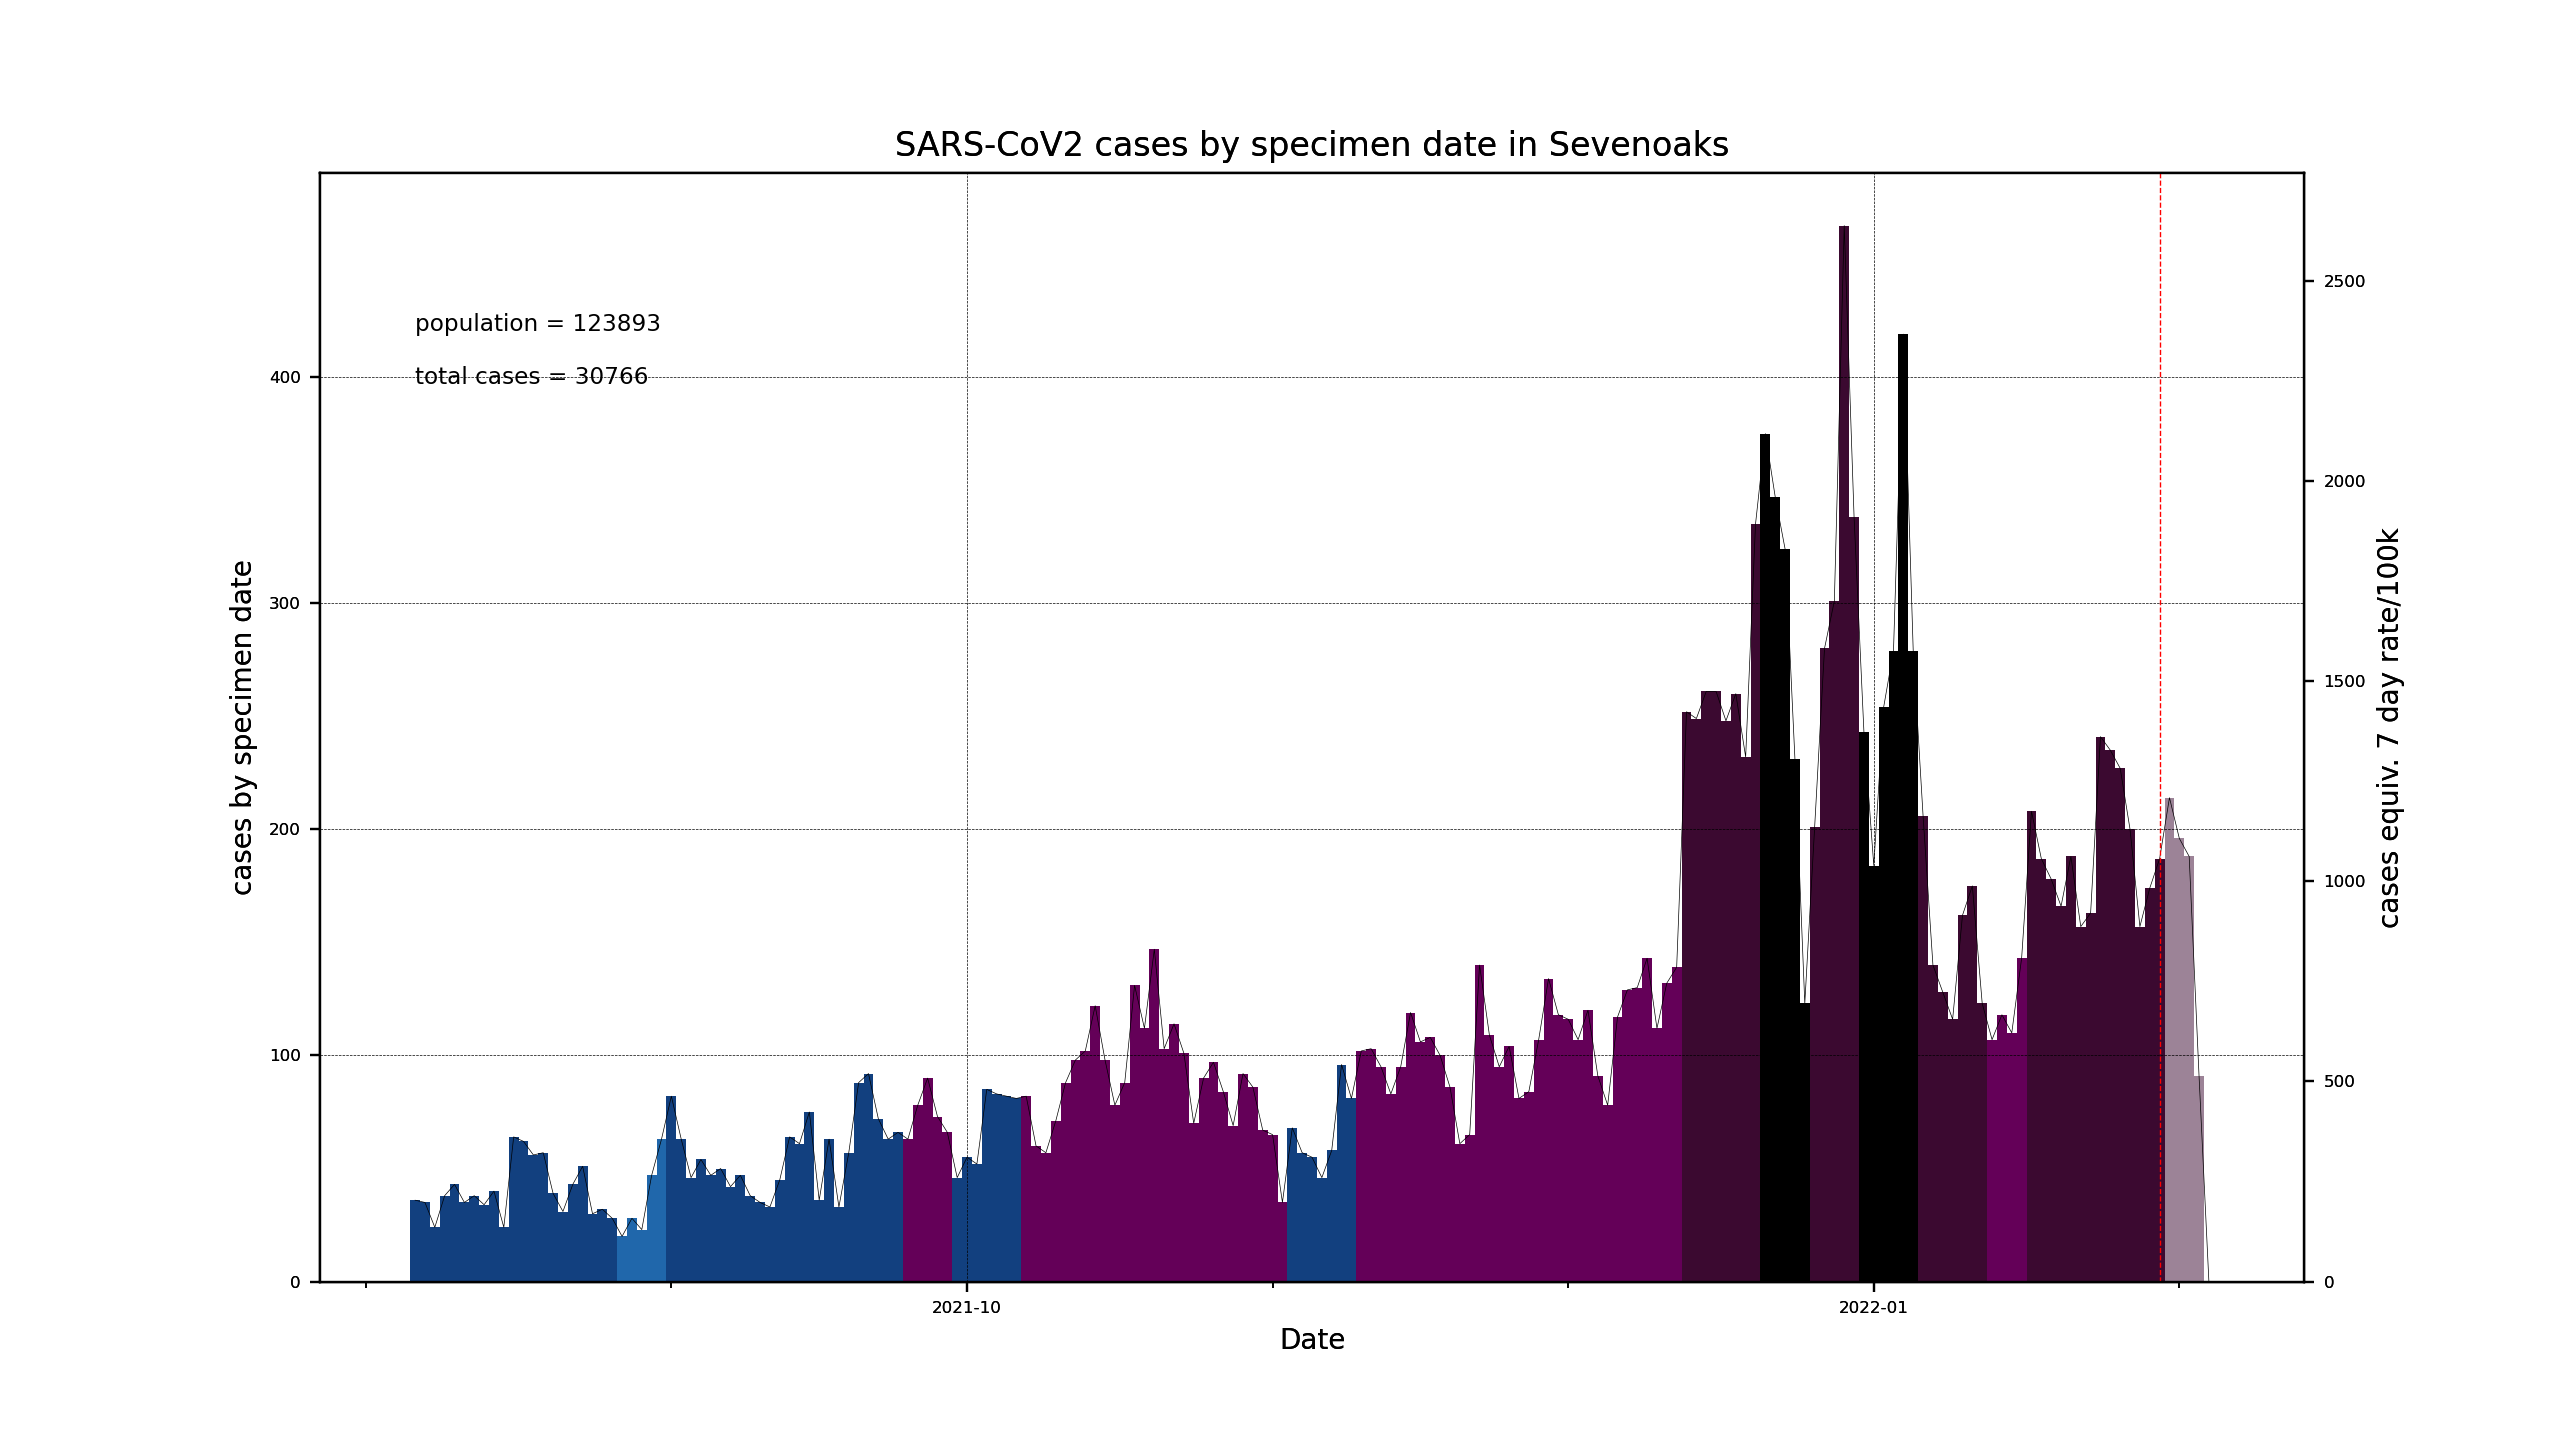 SARS-CoV2 cases by specimen date in Sevenoaks
population = 123893
total cases = 30766
cases by specimen date
400
300
200
100
0
2500
2000
1500
1000
500
0
cases equiv. 7 day rate/100k
2021-10
2022-01
Date